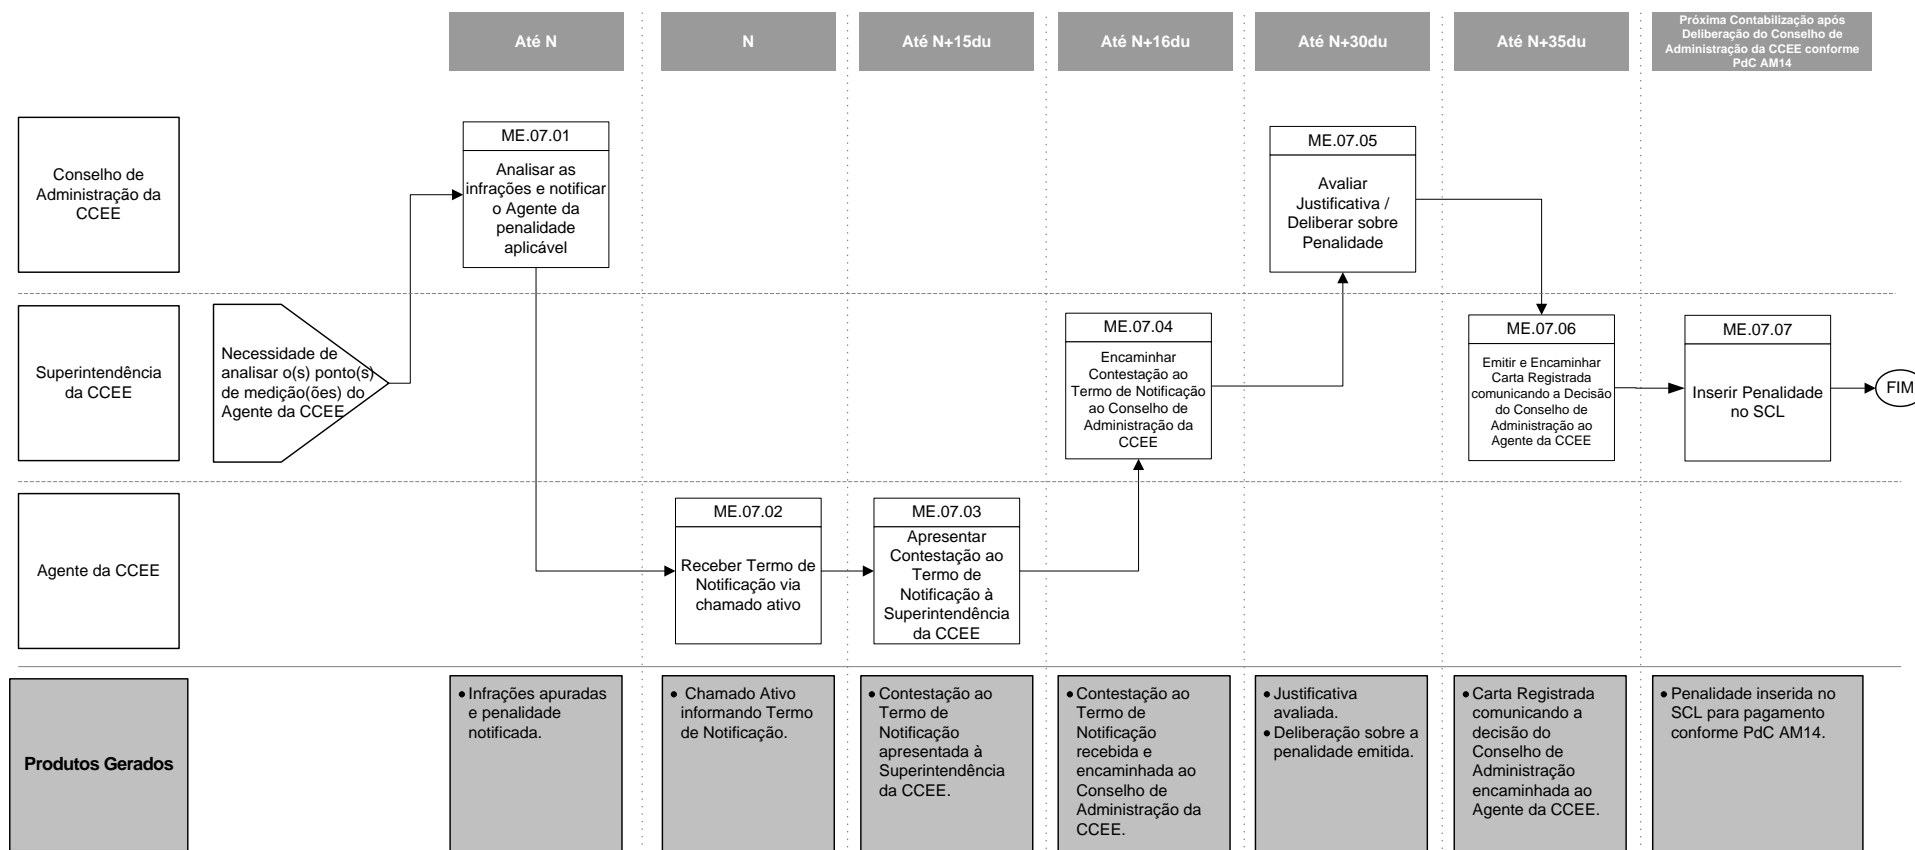 Até N
N
Até N+15du
Até N+16du
Até N+30du
Até N+35du
Próxima Contabilização após
Deliberação do Conselho de
Administração da CCEE conforme
PdC AM14
Conselho de
Administração da
CCEE
ME.07.01
Analisar as
infrações e notificar
o Agente da
penalidade
aplicável
ME.07.05
Avaliar
Justificativa /
Deliberar sobre
Penalidade
Superintendência
da CCEE
Necessidade de
analisar o(s) ponto(s)
de medição(ões) do
Agente da CCEE
ME.07.04
Encaminhar
Contestação ao
Termo de Notificação
ao Conselho de
Administração da
CCEE
ME.07.06
Emitir e Encaminhar
Carta Registrada
comunicando a Decisão
do Conselho de
Administração ao
Agente da CCEE
ME.07.07
Inserir Penalidade
no SCL
FIM
Agente da CCEE
ME.07.02
Receber Termo de
Notificação via
chamado ativo
ME.07.03
Apresentar
Contestação ao
Termo de
Notificação à
Superintendência
da CCEE
Produtos Gerados
• Infrações apuradas
e penalidade
notificada.
• Chamado Ativo
informando Termo
de Notificação.
• Contestação ao
Termo de
Notificação
apresentada à
Superintendência
da CCEE.
• Contestação ao
Termo de
Notificação
recebida e
encaminhada ao
Conselho de
Administração da
CCEE.
• Justificativa
avaliada.
• Deliberação sobre a
penalidade emitida.
• Carta Registrada
comunicando a
decisão do
Conselho de
Administração
encaminhada ao
Agente da CCEE.
• Penalidade inserida no
SCL para pagamento
conforme PdC AM14.